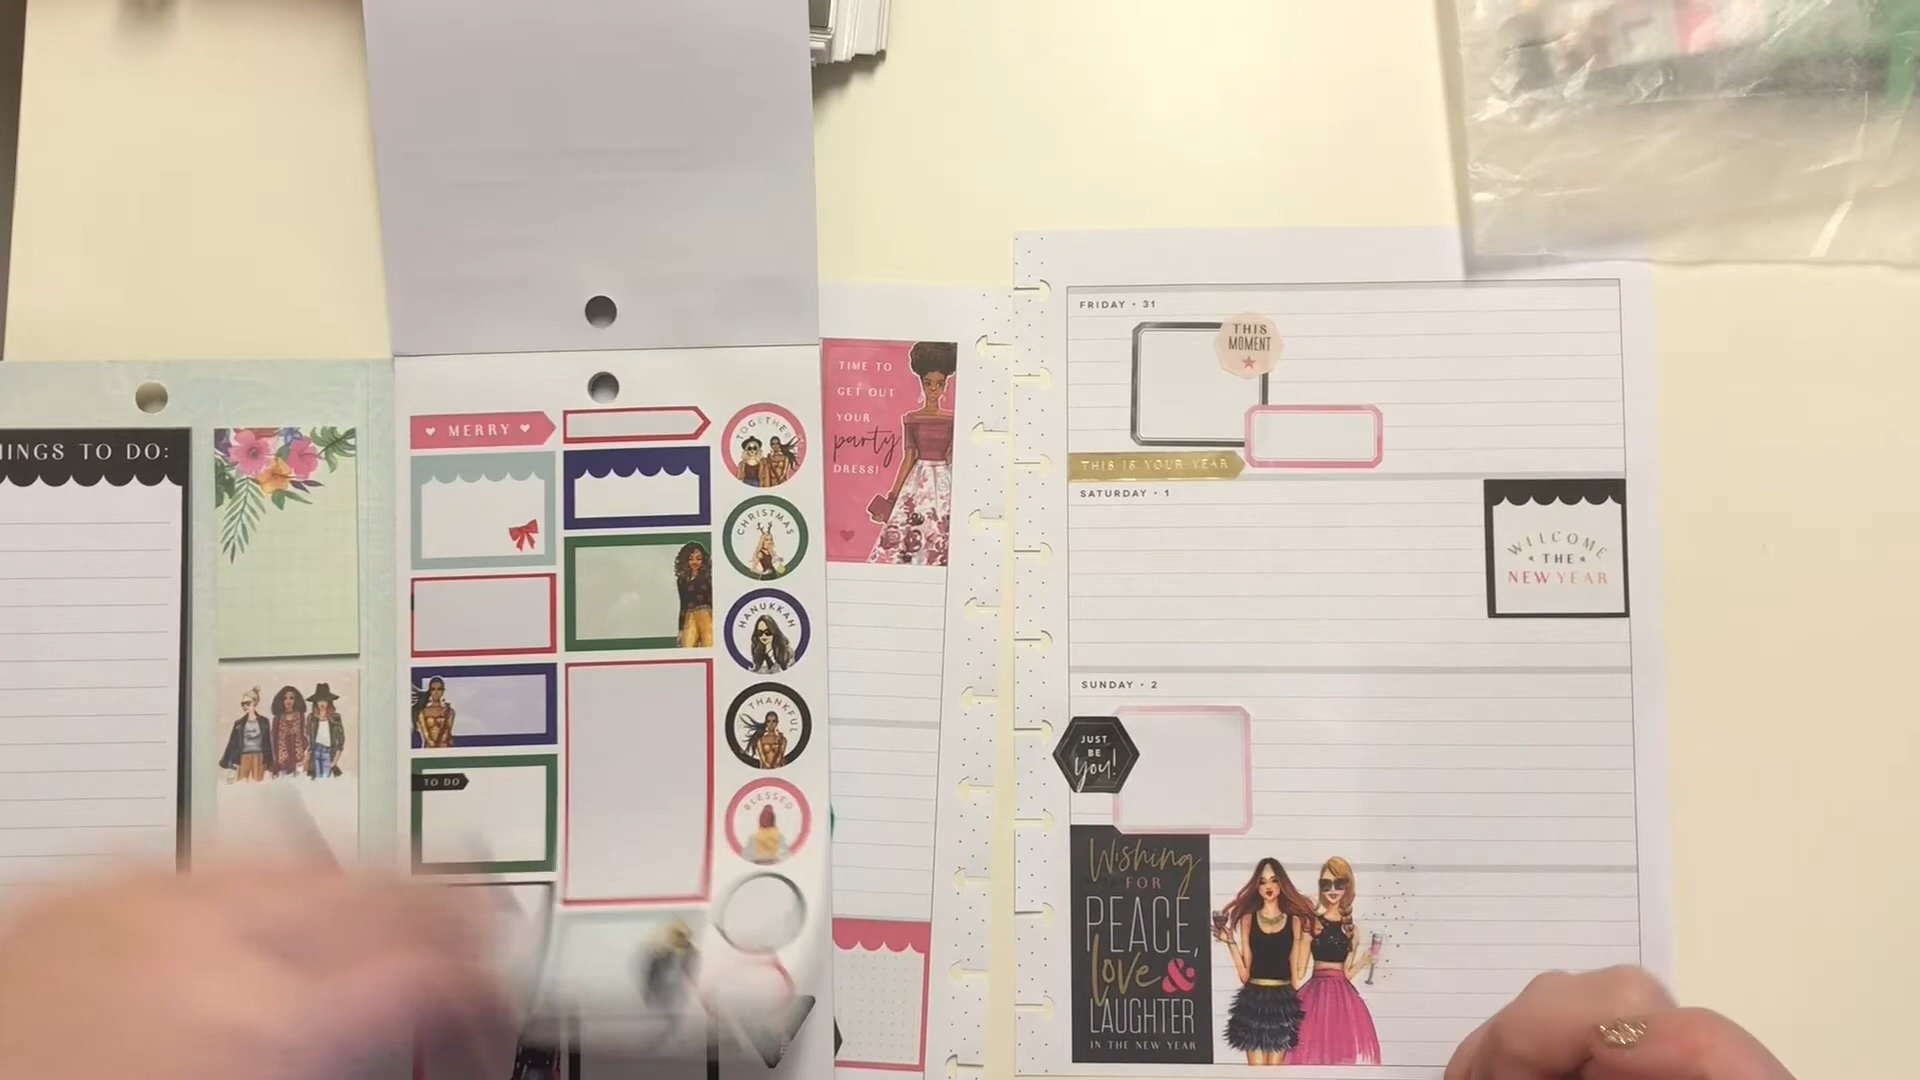 INGS TO DO:
MERRY
TOGETHER
CHRISTMAS
HANUKKAH
THANKFUL
BLESSED
TO DO
TIME TO
GET OUT
YOUR
party
DRESS!
FRIDAY • 31
THIS
MOMENT
THIS IS YOUR YEAR
SATURDAY • 1
WELCOME
THE
NEW YEAR
SUNDAY • 2
JUST
BE
You!
Wishing
FOR
PEACE,
love &
LAUGHTER
IN THE NEW YEAR